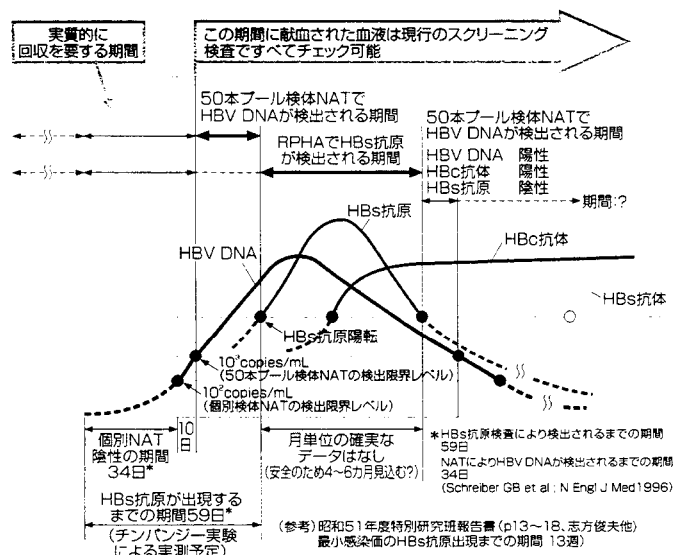 実質的に
回収を要する期間
この期間に献血された血液は現行のスクリーニング
検査ですべてチェック可能
50本プール検体NATで
HBV DNAが検出される期間
50本プール検体NATで
HBV DNAが検出される期間
HBV DNA 陽性
HBc抗体 陽性
HBs抗原 陰性
期間:?
RPHAでHBs抗原
が検出される期間
HBs抗原
HBc抗体
HBV DNA
HBs抗体
HBs抗原陽転
10³copies/mL
(50本プール検体NATの検出限界レベル)
10²copies/mL
(個別検体NATの検出限界レベル)
個別NAT
陰性の期間
34日*
10
日
月単位の確実な
データはなし
(安全のため4~6カ月見込む?)
HBs抗原が出現する
までの期間59日*
(チンパンジー実験
による実測予定)
*HBs抗原検査により検出されるまでの期間
59日
NATによりHBV DNAが検出されるまでの期間
34日
(Schreiber GB et al : N Engl J Med 1996)
(参考)昭和51年度特別研究班報告書(p13~18、志方俊夫他)
最小感染価のHBs抗原出現までの期間 13週)